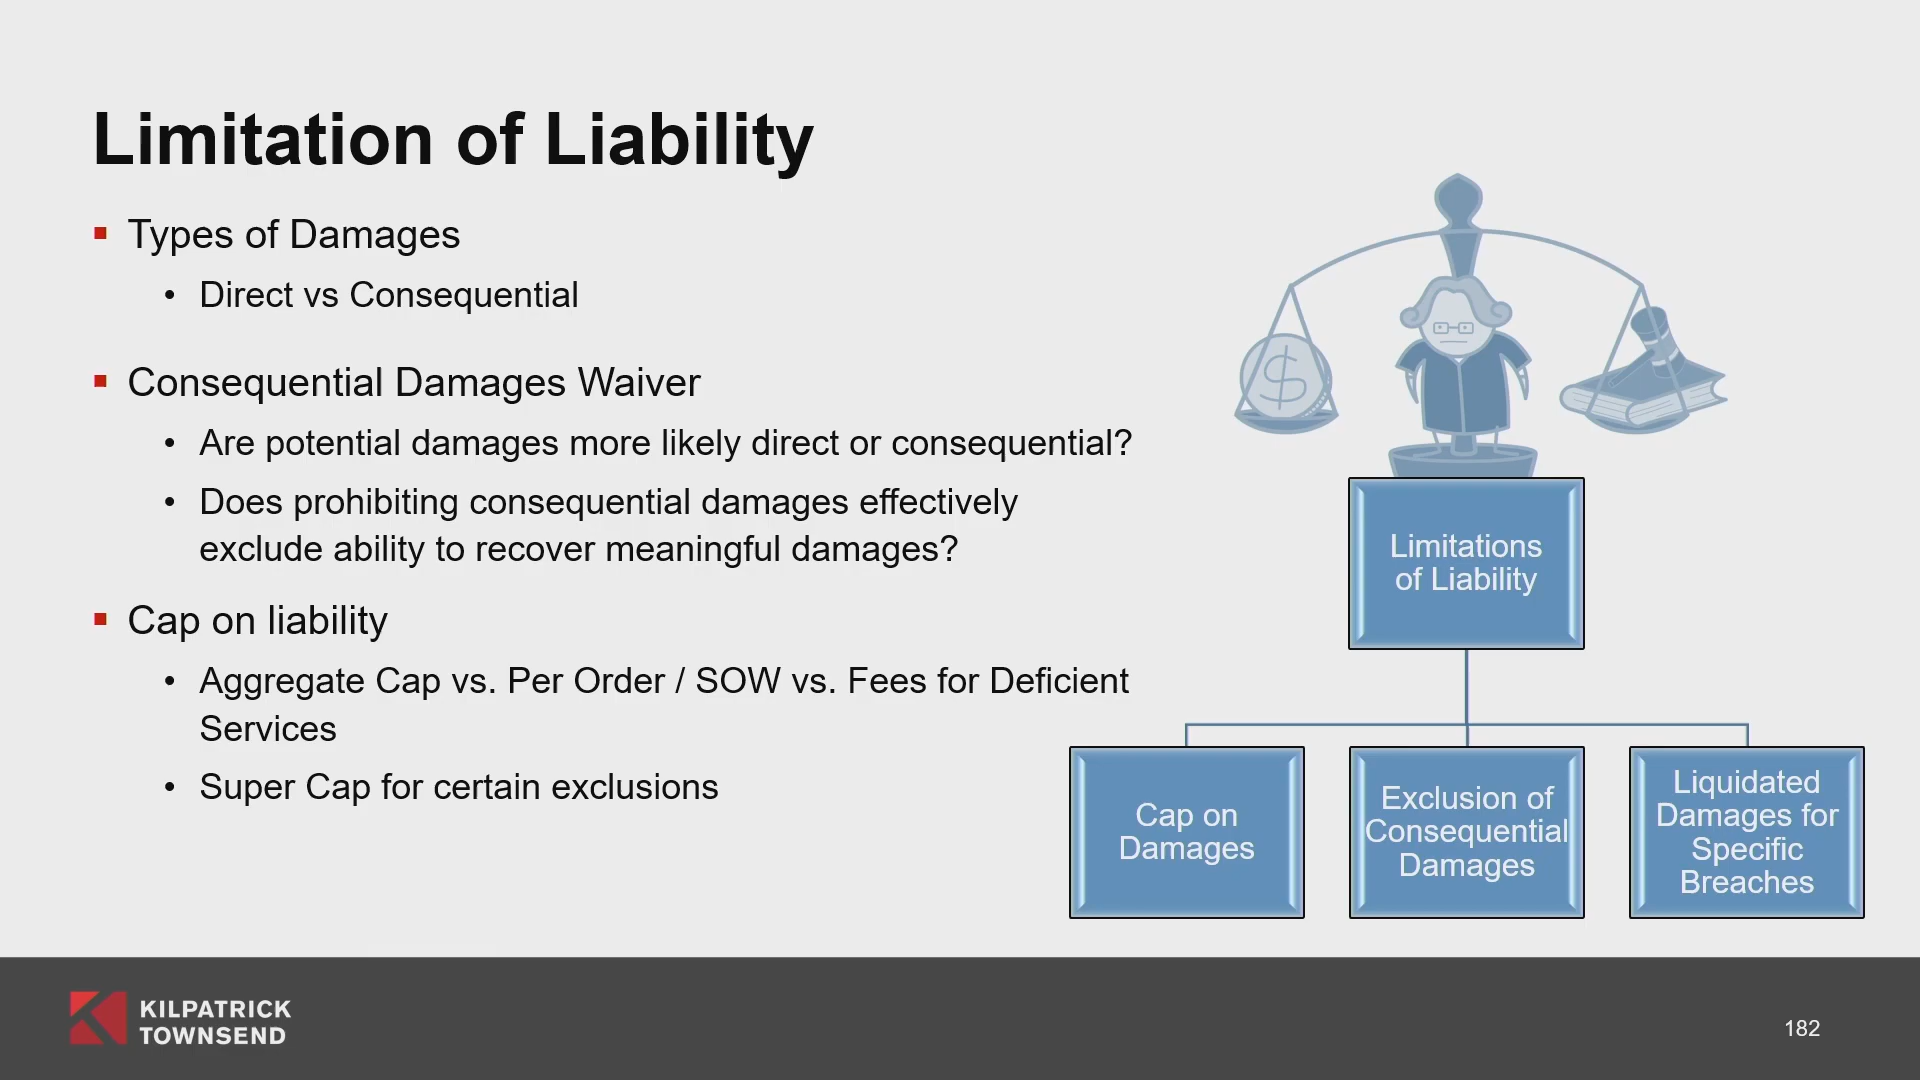 Limitation of Liability
▪ Types of Damages
• Direct vs Consequential
▪ Consequential Damages Waiver
• Are potential damages more likely direct or consequential?
• Does prohibiting consequential damages effectively
exclude ability to recover meaningful damages?
▪ Cap on liability
• Aggregate Cap vs. Per Order / SOW vs. Fees for Deficient
Services
• Super Cap for certain exclusions
$
Limitations
of Liability
Cap on
Damages
Exclusion of
Consequential
Damages
Liquidated
Damages for
Specific
Breaches
KILPATRICK
TOWNSEND
182